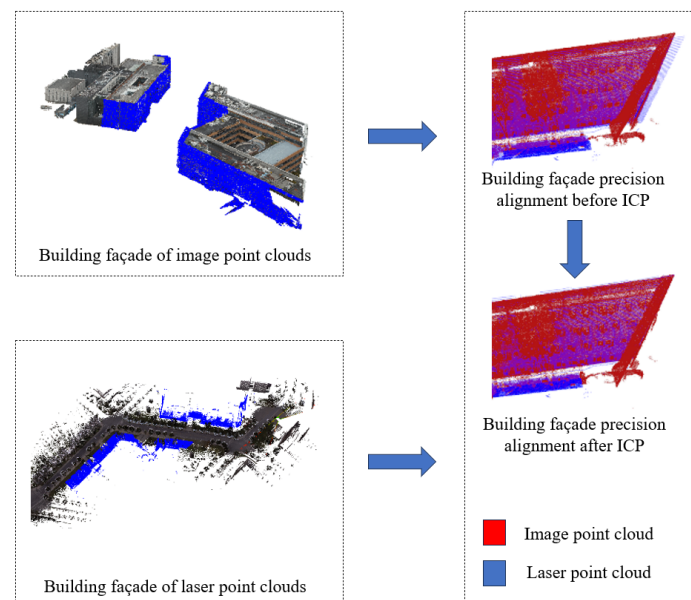 Building façade of image point clouds
Building façade precision
alignment before ICP
Building façade of laser point clouds
Building façade precision
alignment after ICP
Image point cloud
Laser point cloud